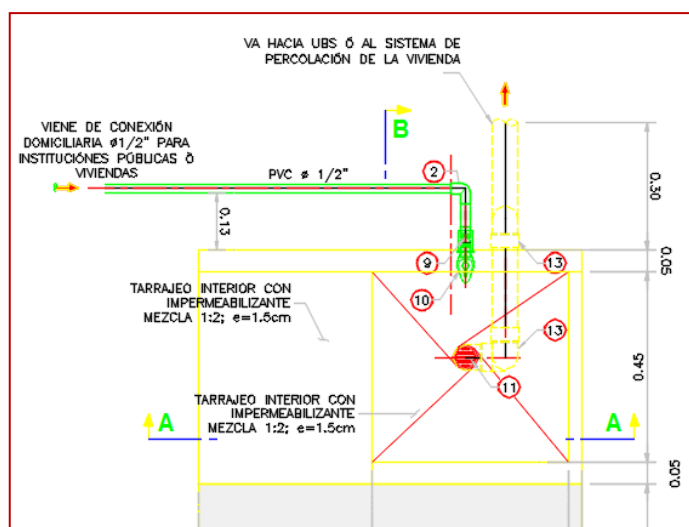 VA HACIA UBS Ó AL SISTEMA DE
PERCOLACIÓN DE LA VIVIENDA
VIENE DE CONEXIÓN
DOMICILIARIA ø1/2" PARA
INSTITUCIÓNES PÚBLICAS Ó
VIVIENDAS
B
PVC ø 1/2"
2
0.30
0.13
9
13
0.05
10
TARRAJEO INTERIOR CON
IMPERMEABILIZANTE
MEZCLA 1:2; e=1.5cm
13
0.45
11
TARRAJEO INTERIOR CON
IMPERMEABILIZANTE
MEZCLA 1:2; e=1.5cm
A
A
0.05